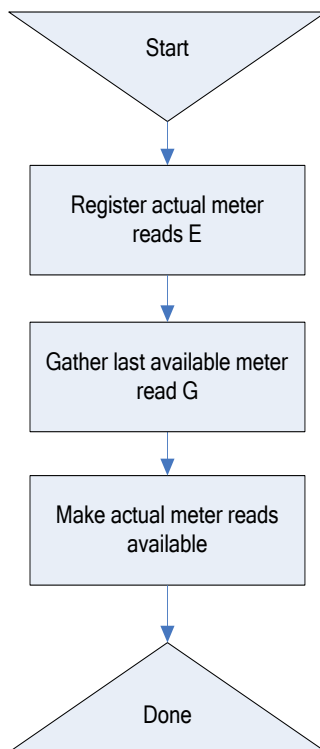 Start
Register actual meter
reads E
Gather last available meter
read G
Make actual meter reads
available
Done